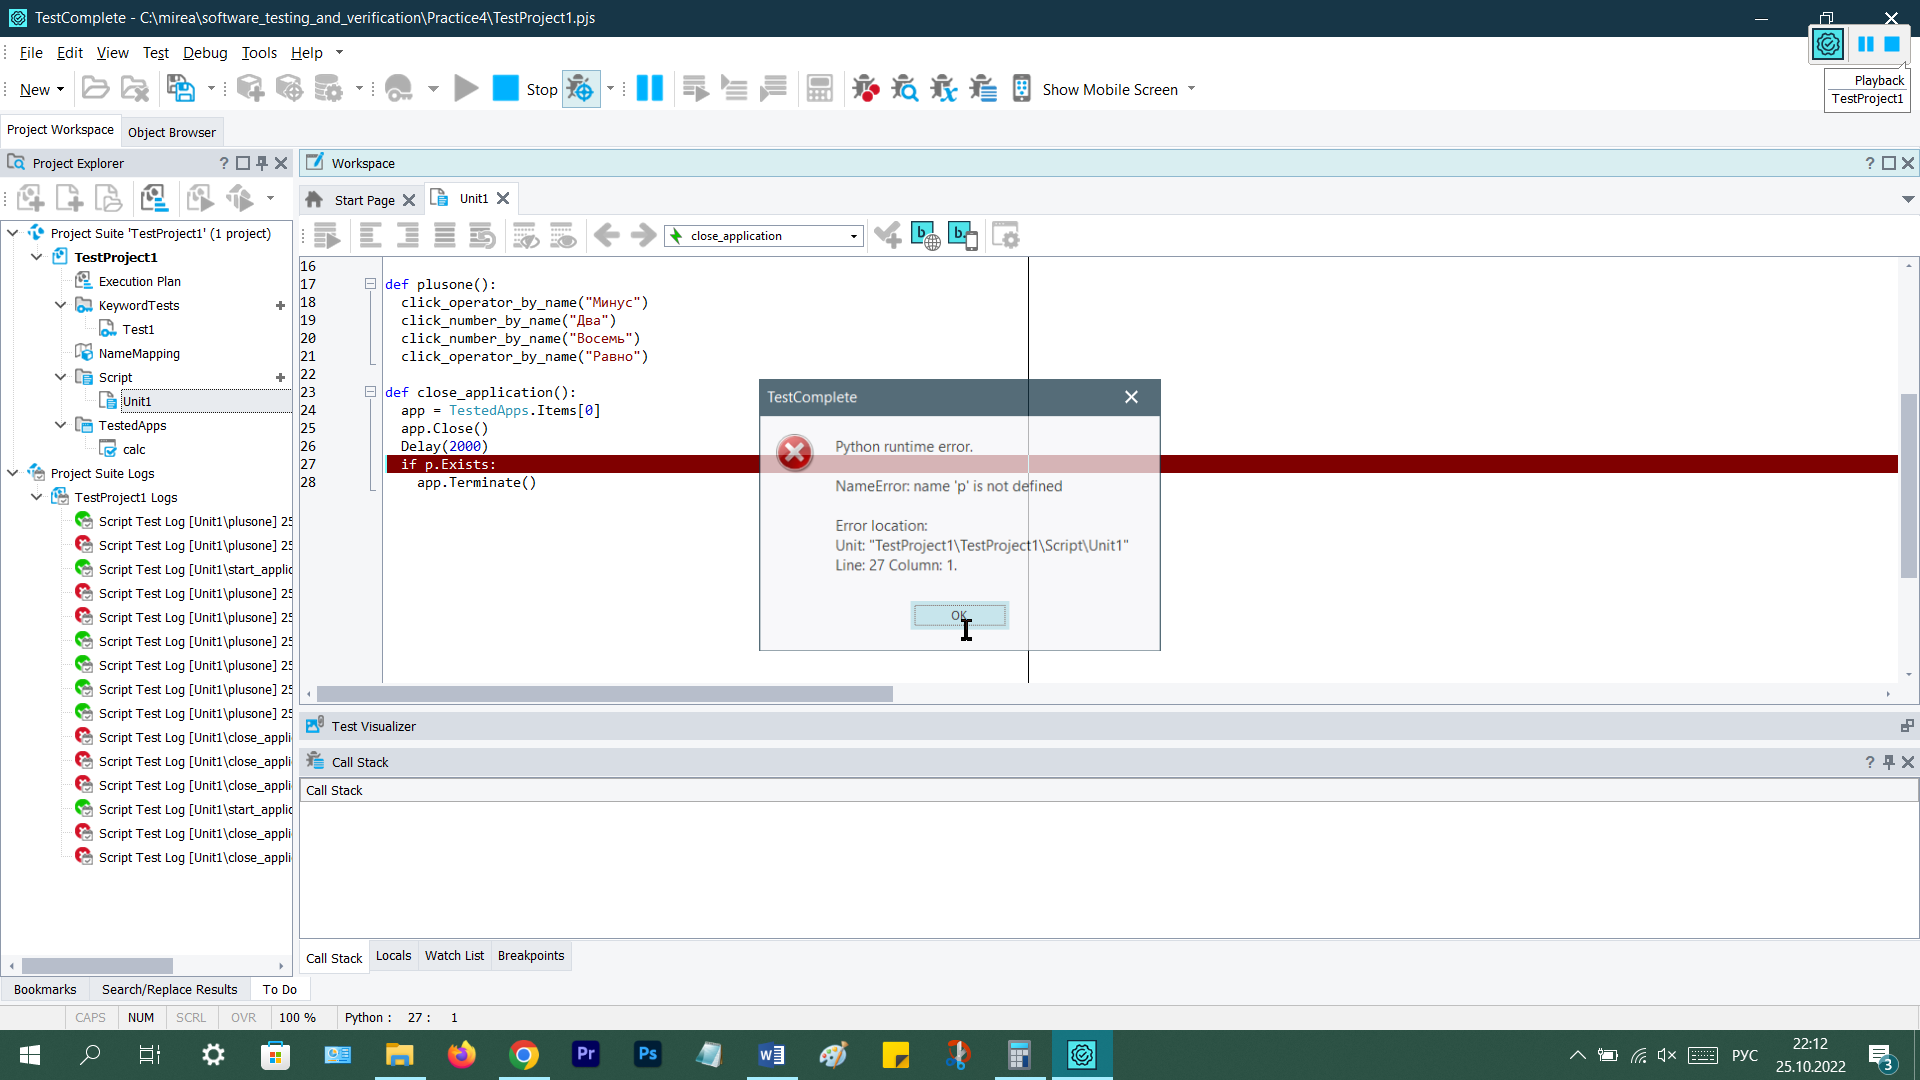 TestComplete - C:\mirea\software_testing_and_verification\Practice4\TestProject1.pjs
File Edit View Test Debug Tools Help
New Stop Show Mobile Screen
Playback
TestProject1
Project Workspace Object Browser
Project Explorer ?
Workspace ?
Start Page Unit1
close_application
Project Suite 'TestProject1' (1 project)
TestProject1
Execution Plan
KeywordTests
Test1
NameMapping
Script
Unit1
TestedApps
calc
Project Suite Logs
TestProject1 Logs
Script Test Log [Unit1\plusone] 25
Script Test Log [Unit1\plusone] 25
Script Test Log [Unit1\start_applic
Script Test Log [Unit1\plusone] 25
Script Test Log [Unit1\plusone] 25
Script Test Log [Unit1\plusone] 25
Script Test Log [Unit1\plusone] 25
Script Test Log [Unit1\plusone] 25
Script Test Log [Unit1\plusone] 25
Script Test Log [Unit1\close_appli
Script Test Log [Unit1\close_appli
Script Test Log [Unit1\close_appli
Script Test Log [Unit1\start_applic
Script Test Log [Unit1\close_appli
Script Test Log [Unit1\close_appli
16
17 def plusone():
18 click_operator_by_name("Минус")
19 click_number_by_name("Два")
20 click_number_by_name("Восемь")
21 click_operator_by_name("Равно")
22
23 def close_application():
24 app = TestedApps.Items[0]
25 app.Close()
26 Delay(2000)
27 if p.Exists:
28 app.Terminate()
TestComplete
Python runtime error.
NameError: name 'p' is not defined
Error location:
Unit: "TestProject1\TestProject1\Script\Unit1"
Line: 27 Column: 1.
OK
Test Visualizer
Call Stack ?
Call Stack
Call Stack Locals Watch List Breakpoints
Bookmarks Search/Replace Results To Do
CAPS NUM SCRL OVR 100 % Python : 27 : 1
Pr Ps W РУС
22:12
25.10.2022
3